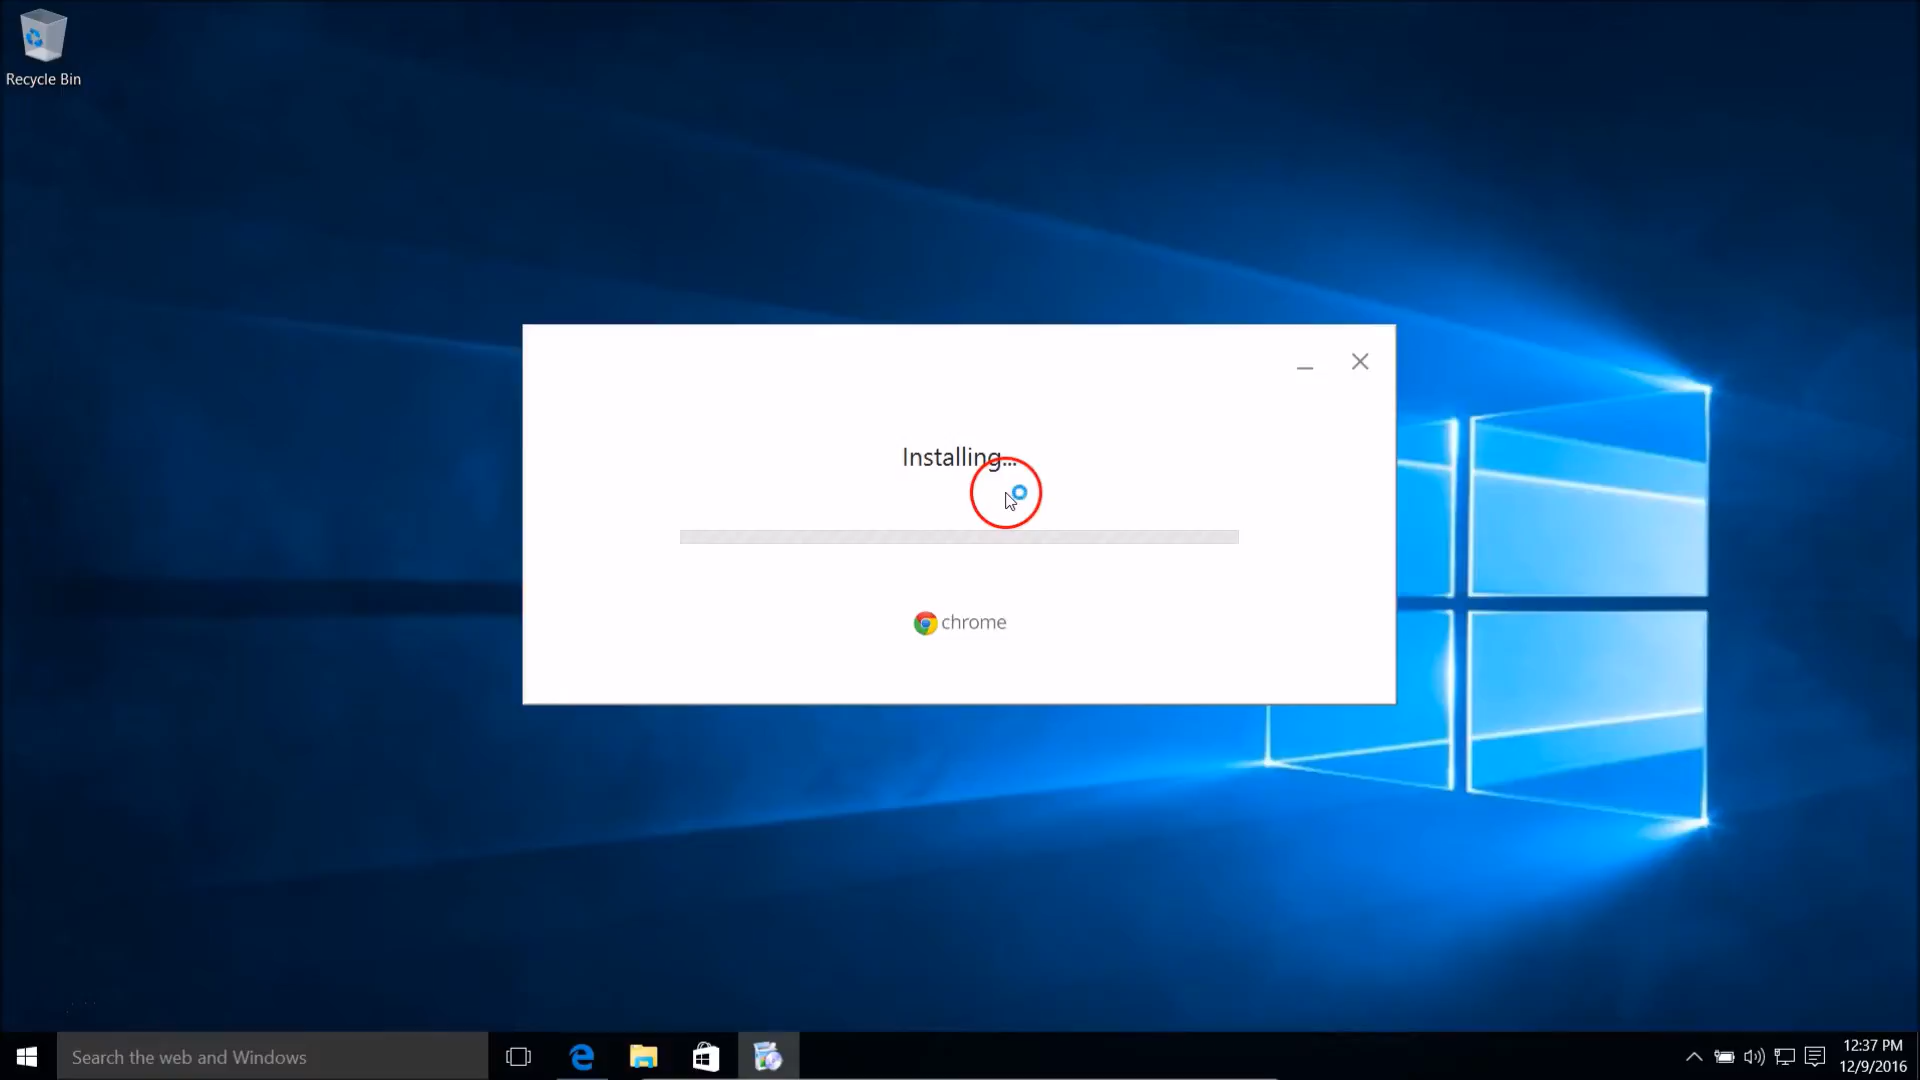 Recycle Bin
Installing...
chrome
Search the web and Windows
12:37 PM
12/9/2016